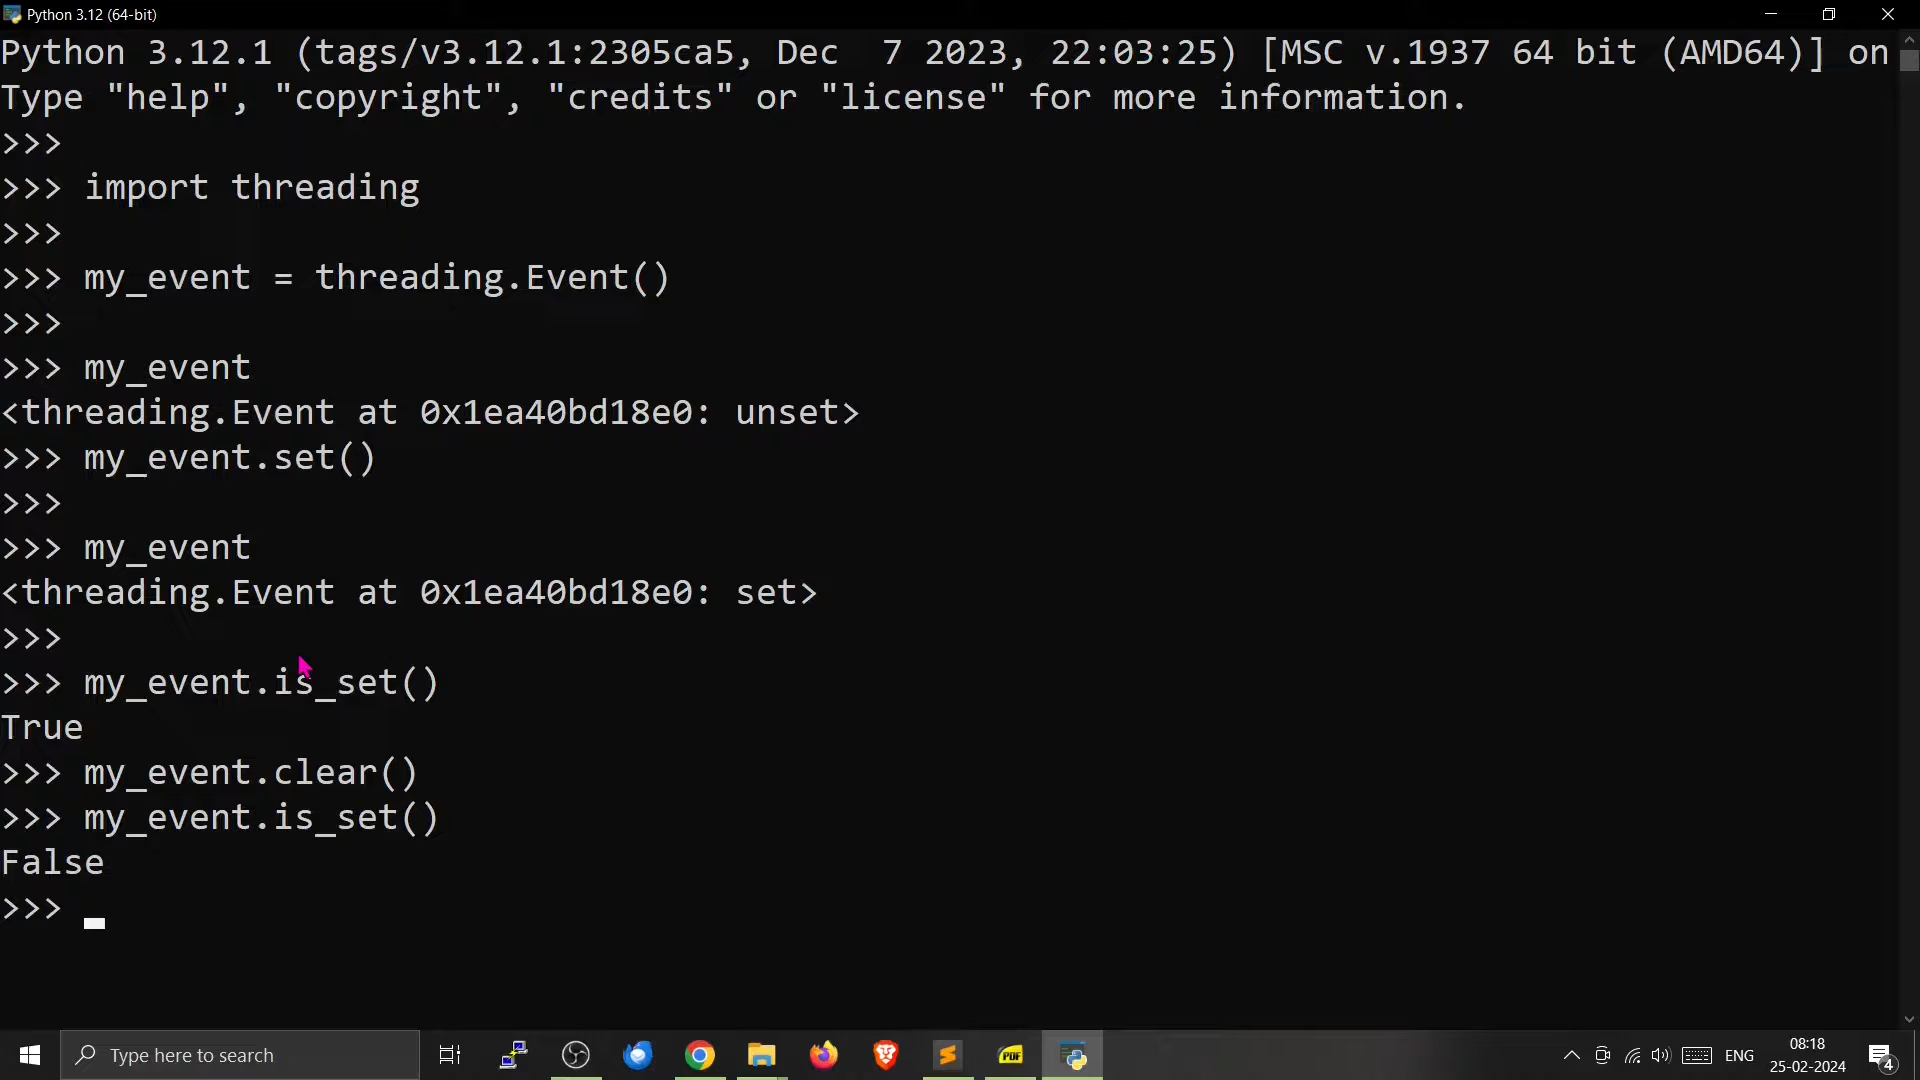 Python 3.12 (64-bit)
Python 3.12.1 (tags/v3.12.1:2305ca5, Dec  7 2023, 22:03:25) [MSC v.1937 64 bit (AMD64)] on
Type "help", "copyright", "credits" or "license" for more information.
>>>
>>> import threading
>>>
>>> my_event = threading.Event()
>>>
>>> my_event
<threading.Event at 0x1ea40bd18e0: unset>
>>> my_event.set()
>>>
>>> my_event
<threading.Event at 0x1ea40bd18e0: set>
>>>
>>> my_event.is_set()
True
>>> my_event.clear()
>>> my_event.is_set()
False
>>>
Type here to search
PDF
ENG
08:18
25-02-2024
4